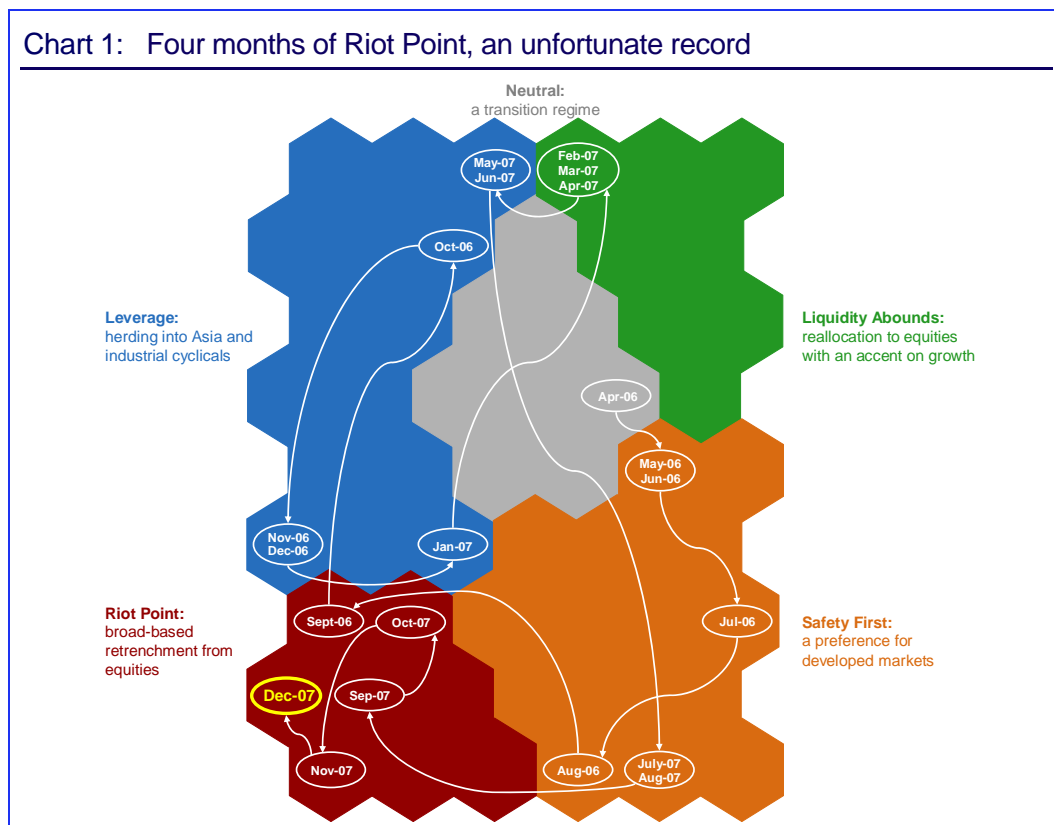 Chart 1: Four months of Riot Point, an unfortunate record
Neutral:
a transition regime
May-07
Jun-07
Feb-07
Mar-07
Apr-07
Oct-06
Leverage:
herding into Asia and
industrial cyclicals
Liquidity Abounds:
reallocation to equities
with an accent on growth
Apr-06
May-06
Jun-06
Nov-06
Dec-06
Jan-07
Riot Point:
broad-based
retrenchment from
equities
Sept-06
Oct-07
Jul-06
Safety First:
a preference for
developed markets
Dec-07
Sep-07
Nov-07
Aug-06
July-07
Aug-07